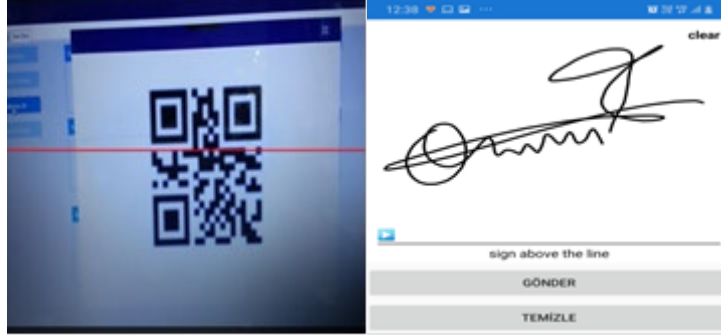 12:38
clear
sign above the line
GÖNDER
TEMİZLE